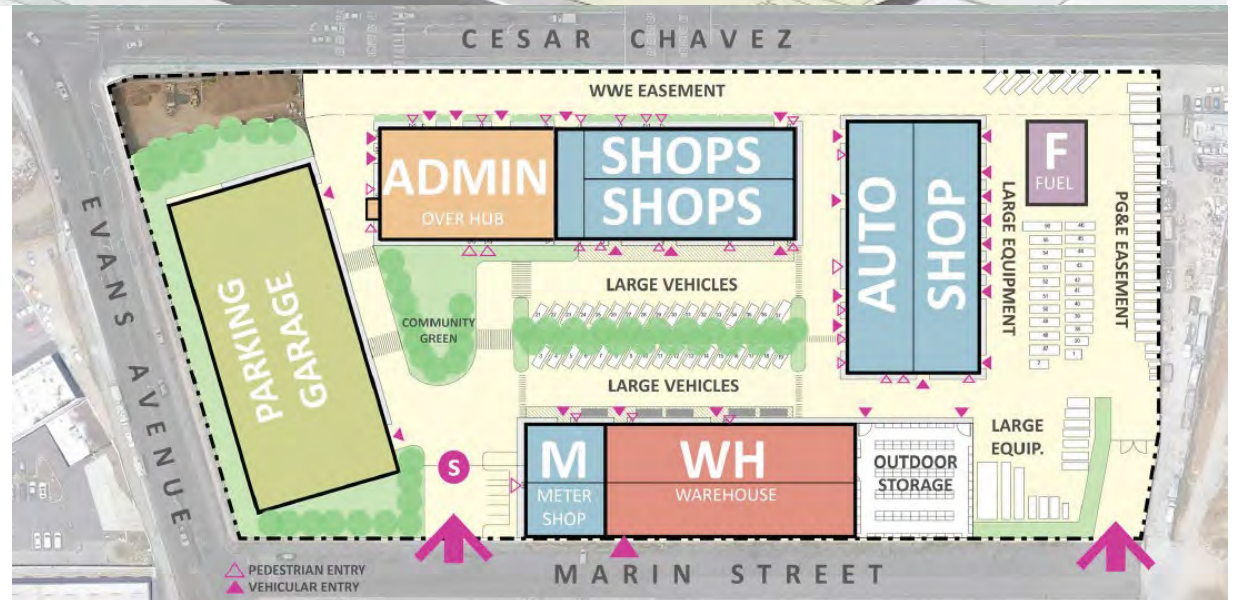 CESAR CHAVEZ
WWE EASEMENT
ADMIN
OVER HUB
SHOPS
SHOPS
AUTO
SHOP
LARGE EQUIPMENT
F
FUEL
PG&E EASEMENT
EVANS AVENUE
PARKING
GARAGE
COMMUNITY
GREEN
LARGE VEHICLES
LARGE VEHICLES
M
METER
SHOP
WH
WAREHOUSE
OUTDOOR
STORAGE
LARGE
EQUIP.
S
PEDESTRIAN ENTRY
VEHICULAR ENTRY
MARIN STREET